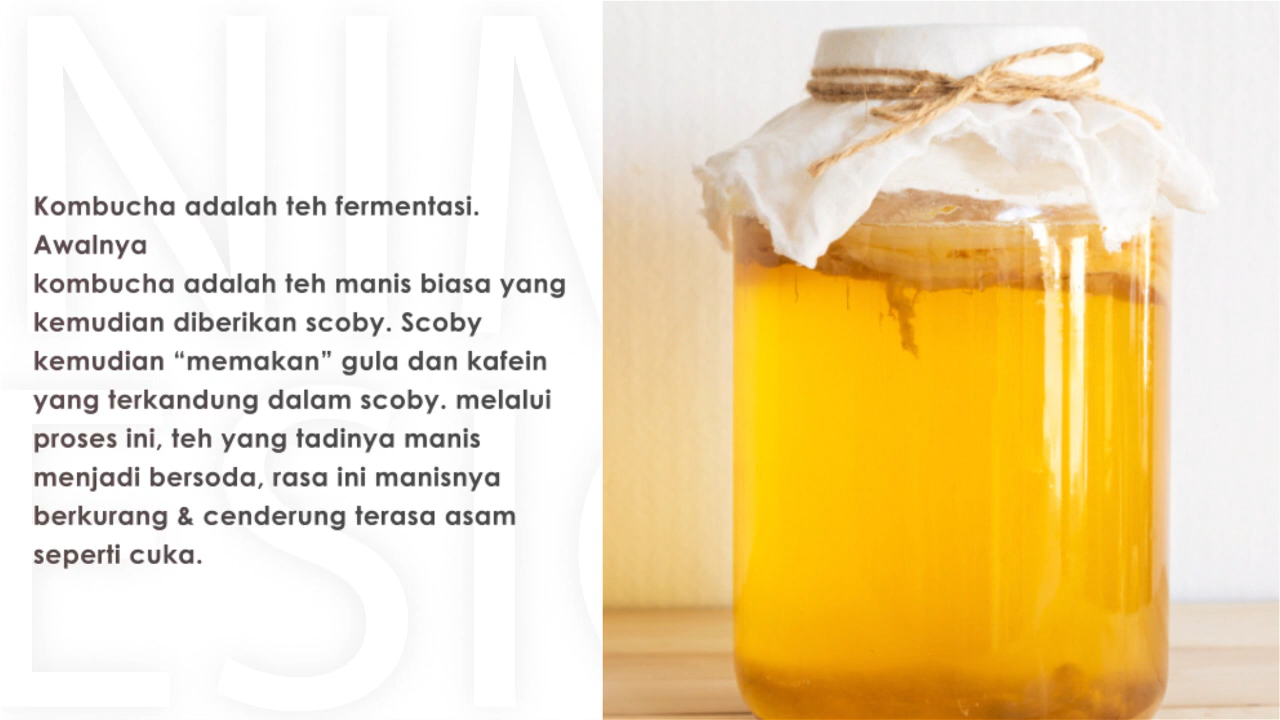 Kombucha adalah teh fermentasi.
Awalnya
kombucha adalah teh manis biasa yang
kemudian diberikan scoby. Scoby
kemudian “memakan” gula dan kafein
yang terkandung dalam scoby. melalui
proses ini, teh yang tadinya manis
menjadi bersoda, rasa ini manisnya
berkurang & cenderung terasa asam
seperti cuka.